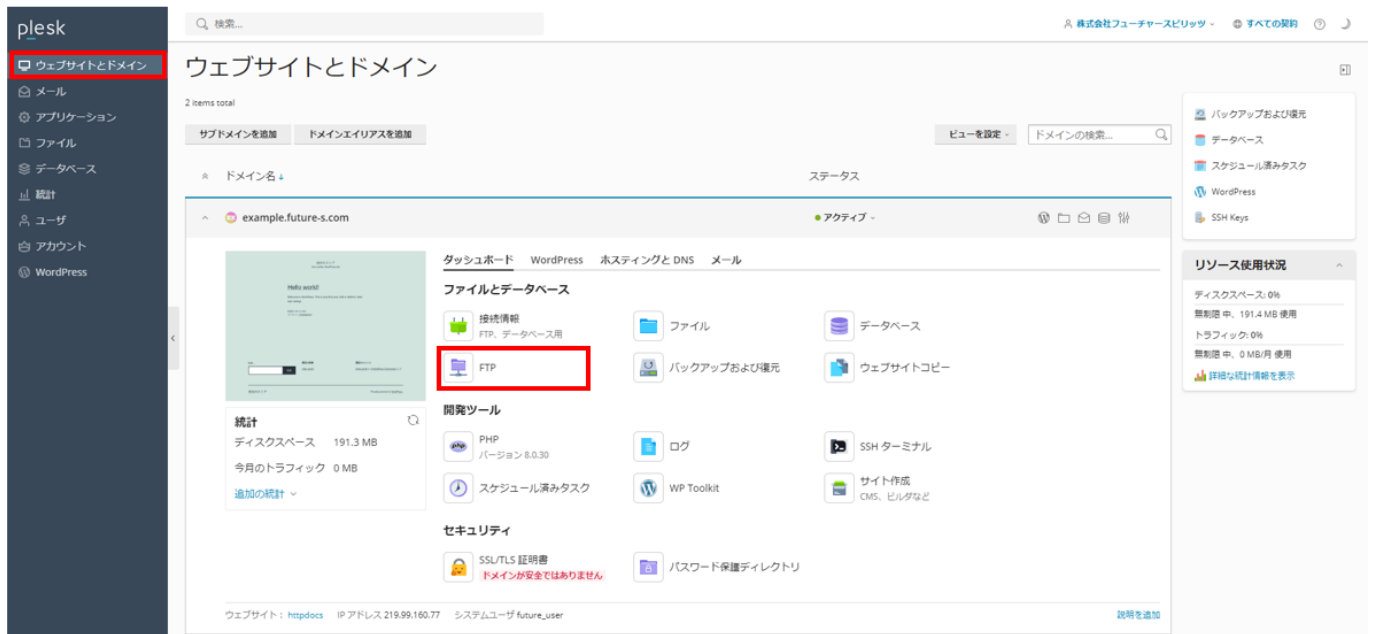 plesk
検索...
株式会社フューチャースピリッツ
すべての契約
ウェブサイトとドメイン
メール
アプリケーション
ファイル
データベース
統計
ユーザ
アカウント
WordPress
ウェブサイトとドメイン
2 items total
サブドメインを追加
ドメインエイリアスを追加
ビューを設定
ドメインの検索...
ドメイン名
ステータス
example.future-s.com
アクティブ
Hello world!
統計
ディスクスペース 191.3 MB
今月のトラフィック 0 MB
追加の統計
ダッシュボード WordPress ホスティングと DNS メール
ファイルとデータベース
接続情報
FTP、データベース用
ファイル
データベース
FTP
バックアップおよび復元
ウェブサイトコピー
開発ツール
PHP
バージョン 8.0.30
ログ
SSH ターミナル
スケジュール済みタスク
WP Toolkit
サイト作成
CMS、ビルダなど
セキュリティ
SSL/TLS 証明書
ドメインが安全ではありません
パスワード保護ディレクトリ
ウェブサイト： httpdocs IP アドレス 219.99.160.77 システムユーザ future_user
説明を追加
バックアップおよび復元
データベース
スケジュール済みタスク
WordPress
SSH Keys
リソース使用状況
ディスクスペース: 0%
無制限 中、191.4 MB 使用
トラフィック: 0%
無制限 中、0 MB/月 使用
詳細な統計情報を表示